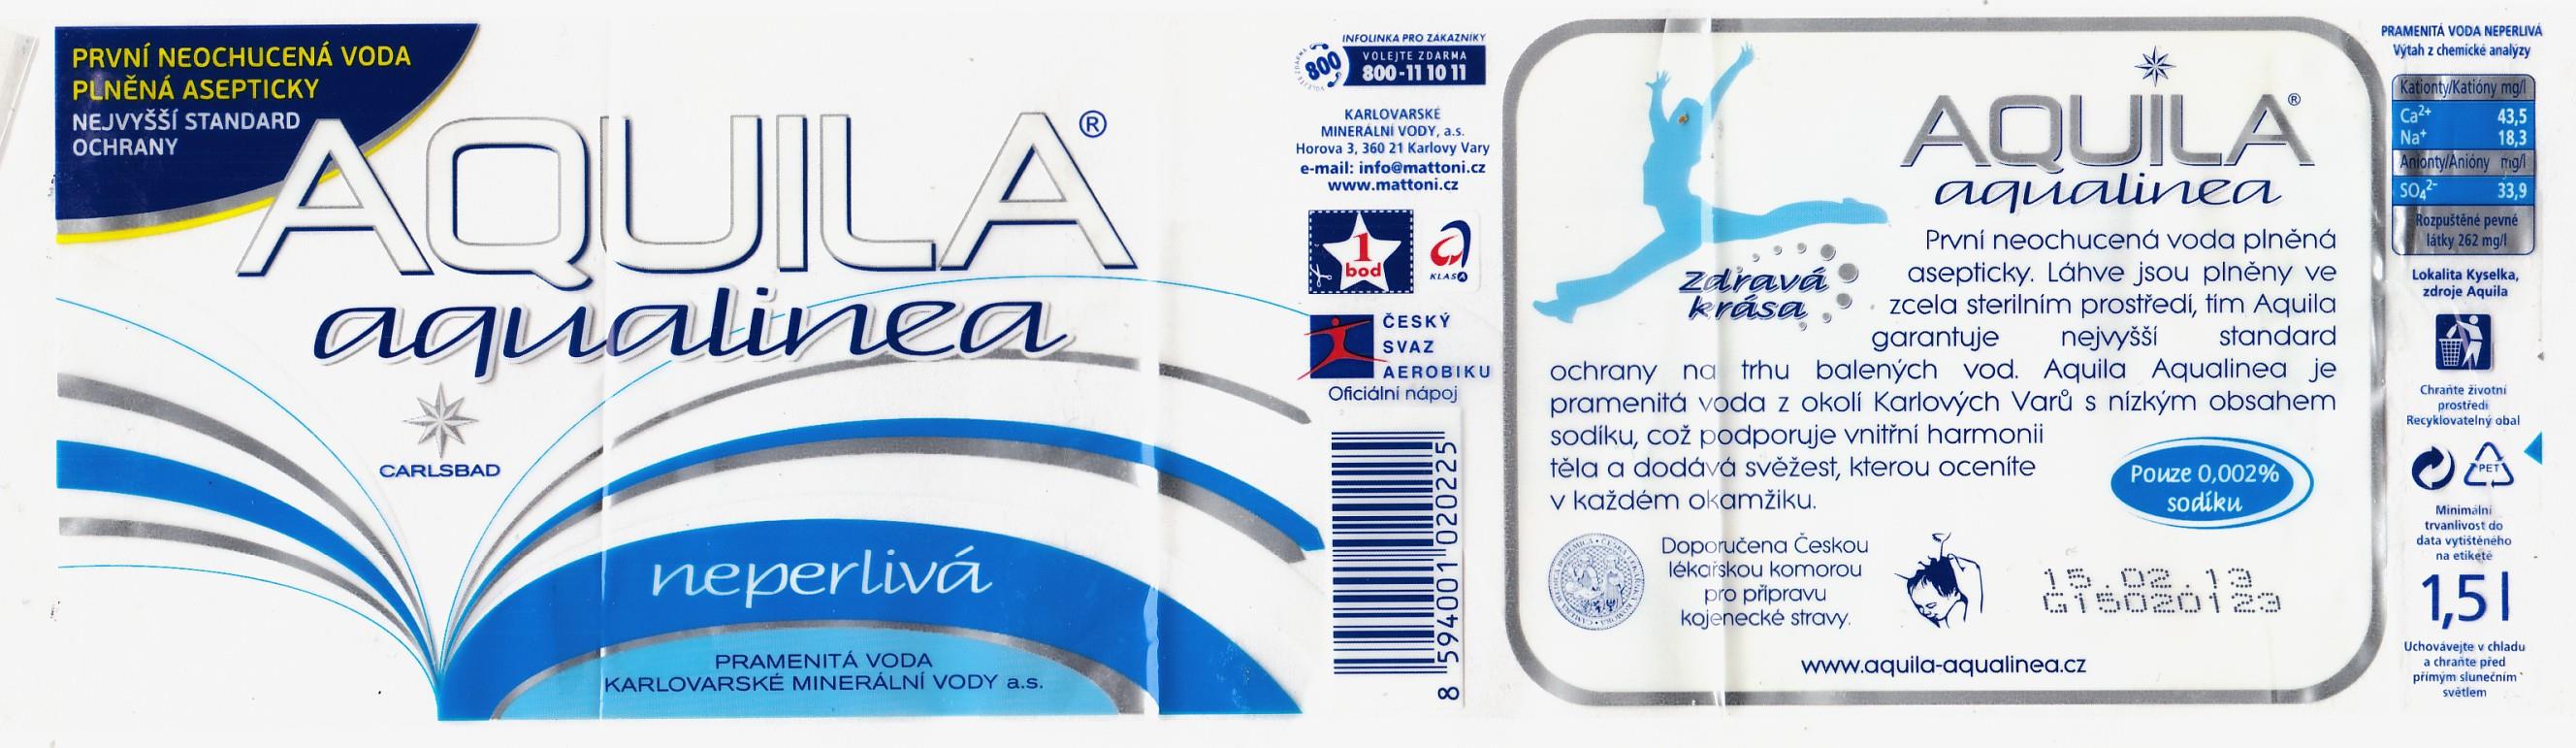 PRVNÍ NEOCHUCENÁ VODA
PLNĚNÁ ASEPTICKY
NEJVYŠŠÍ STANDARD
OCHRANY
AQUILA®
aqualinea
CARLSBAD
neperlivá
PRAMENITÁ VODA
KARLOVARSKÉ MINERÁLNÍ VODY a.s.
INFOLINKA PRO ZÁKAZNÍKY
800
VOLEJTE ZDARMA
800-11 10 11
KARLOVARSKÉ
MINERÁLNÍ VODY, a.s.
Horova 3, 360 21 Karlovy Vary
e-mail: info@mattoni.cz
www.mattoni.cz
1
bod
KLASA
ČESKÝ
SVAZ
AEROBIKU
Oficiální nápoj
8 594001 020225
AQUILA®
aqualinea
zdravá
krása
První neochucená voda plněná
asepticky. Láhve jsou plněny ve
zcela sterilním prostředí, tím Aquila
garantuje nejvyšší standard
ochrany na trhu balených vod. Aquila Aqualinea je
pramenitá voda z okolí Karlových Varů s nízkým obsahem
sodíku, což podporuje vnitřní harmonii
těla a dodává svěžest, kterou oceníte
v každém okamžiku.
Pouze 0,002%
sodíku
Doporučena Českou
lékařskou komorou
pro přípravu
kojenecké stravy.
15.02.13
G15020123
www.aquila-aqualinea.cz
PRAMENITÁ VODA NEPERLIVÁ
Výtah z chemické analýzy
Kationty/Katióny mg/l
Ca2+ 43,5
Na+ 18,3
Anionty/Anióny mg/l
SO42- 33,9
Rozpuštěné pevné
látky 262 mg/l
Lokalita Kyselka,
zdroje Aquila
Chraňte životní
prostředí
Recyklovatelný obal
PET
Minimální
trvanlivost do
data vytištěného
na etiketě
1,5 l
Uchovávejte v chladu
a chraňte před
přímým slunečním
světlem